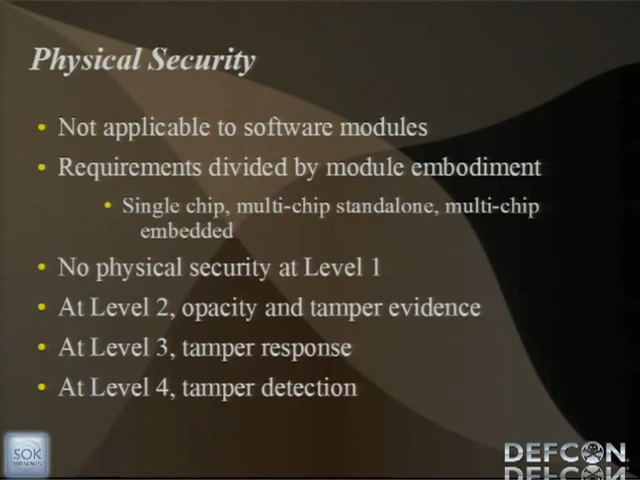 Physical Security
• Not applicable to software modules
• Requirements divided by module embodiment
• Single chip, multi-chip standalone, multi-chip
embedded
• No physical security at Level 1
• At Level 2, opacity and tamper evidence
• At Level 3, tamper response
• At Level 4, tamper detection
SOK
DEFCON